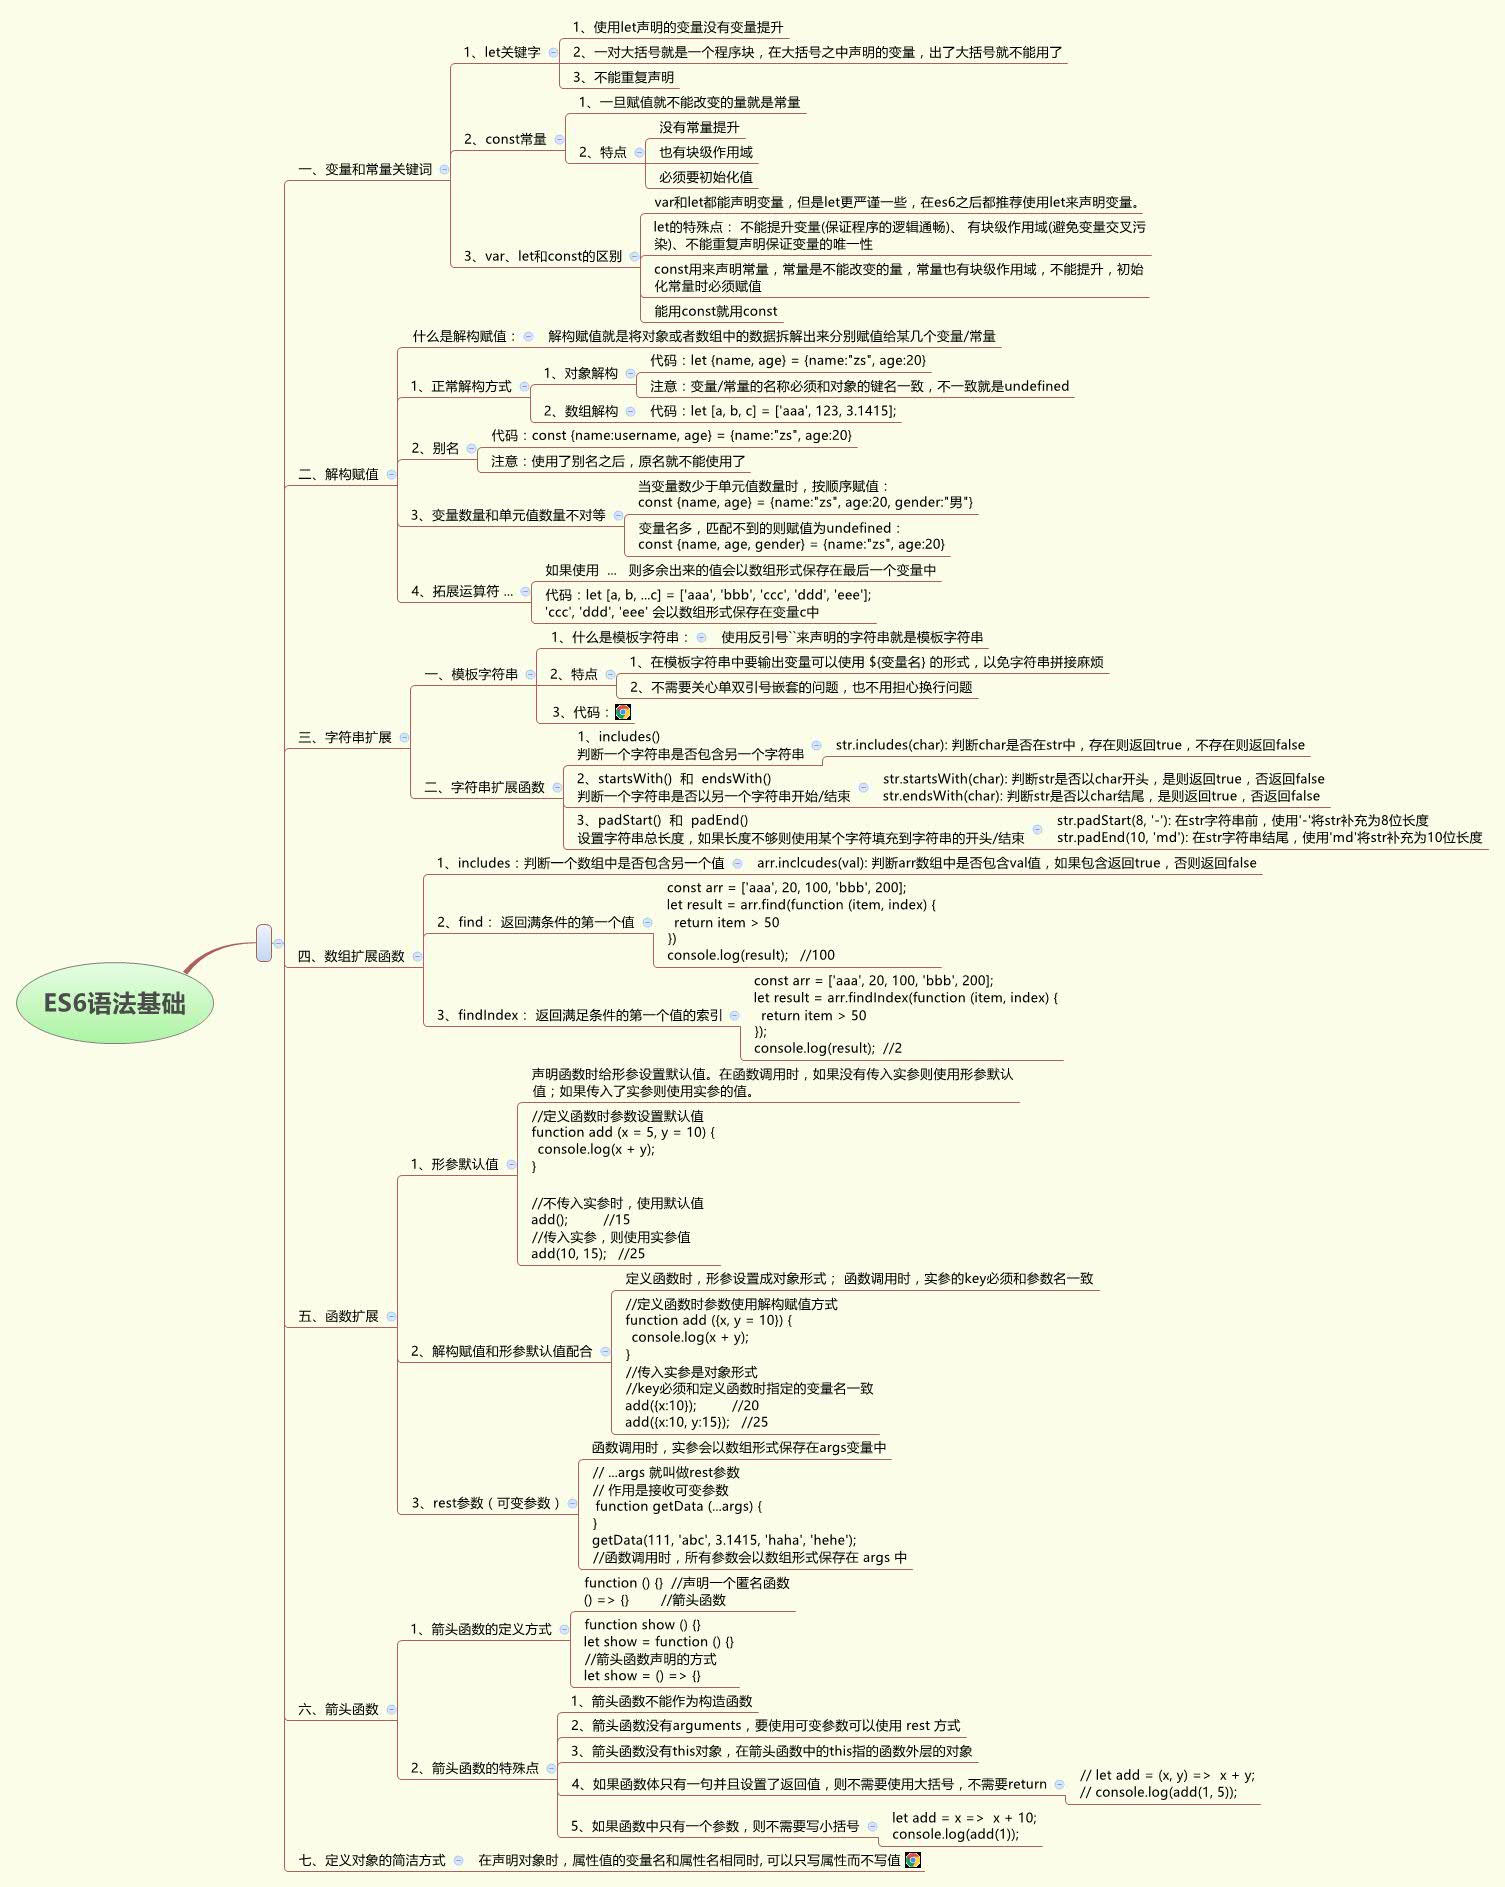 ES6语法基础
一、变量和常量关键词
1、let关键字
1、使用let声明的变量没有变量提升
2、一对大括号就是一个程序块，在大括号之中声明的变量，出了大括号就不能用了
3、不能重复声明
2、const常量
1、一旦赋值就不能改变的量就是常量
2、特点
没有常量提升
也有块级作用域
必须要初始化值
3、var、let和const的区别
var和let都能声明变量，但是let更严谨一些，在es6之后都推荐使用let来声明变量。
let的特殊点： 不能提升变量(保证程序的逻辑通畅)、 有块级作用域(避免变量交叉污
染)、不能重复声明保证变量的唯一性
const用来声明常量，常量是不能改变的量，常量也有块级作用域，不能提升，初始
化常量时必须赋值
能用const就用const
二、解构赋值
什么是解构赋值：
解构赋值就是将对象或者数组中的数据拆解出来分别赋值给某几个变量/常量
1、正常解构方式
1、对象解构
代码：let {name, age} = {name:"zs", age:20}
注意：变量/常量的名称必须和对象的键名一致，不一致就是undefined
2、数组解构
代码：let [a, b, c] = ['aaa', 123, 3.1415];
2、别名
代码：const {name:username, age} = {name:"zs", age:20}
注意：使用了别名之后，原名就不能使用了
3、变量数量和单元值数量不对等
当变量数少于单元值数量时，按顺序赋值：
const {name, age} = {name:"zs", age:20, gender:"男"}
变量名多，匹配不到的则赋值为undefined：
const {name, age, gender} = {name:"zs", age:20}
4、拓展运算符 ...
如果使用  ...   则多余出来的值会以数组形式保存在最后一个变量中
代码：let [a, b, ...c] = ['aaa', 'bbb', 'ccc', 'ddd', 'eee'];
'ccc', 'ddd', 'eee' 会以数组形式保存在变量c中
三、字符串扩展
一、模板字符串
1、什么是模板字符串：
使用反引号``来声明的字符串就是模板字符串
2、特点
1、在模板字符串中要输出变量可以使用 ${变量名} 的形式，以免字符串拼接麻烦
2、不需要关心单双引号嵌套的问题，也不用担心换行问题
3、代码：
二、字符串扩展函数
1、includes()
判断一个字符串是否包含另一个字符串
str.includes(char): 判断char是否在str中，存在则返回true，不存在则返回false
2、startsWith()  和  endsWith()
判断一个字符串是否以另一个字符串开始/结束
str.startsWith(char): 判断str是否以char开头，是则返回true，否返回false
str.endsWith(char): 判断str是否以char结尾，是则返回true，否返回false
3、padStart()  和  padEnd()
设置字符串总长度，如果长度不够则使用某个字符填充到字符串的开头/结束
str.padStart(8, '-'): 在str字符串前，使用'-'将str补充为8位长度
str.padEnd(10, 'md'): 在str字符串结尾，使用'md'将str补充为10位长度
四、数组扩展函数
1、includes：判断一个数组中是否包含另一个值
arr.inclcudes(val): 判断arr数组中是否包含val值，如果包含返回true，否则返回false
2、find： 返回满条件的第一个值
const arr = ['aaa', 20, 100, 'bbb', 200];
let result = arr.find(function (item, index) {
return item > 50
})
console.log(result);   //100
3、findIndex： 返回满足条件的第一个值的索引
const arr = ['aaa', 20, 100, 'bbb', 200];
let result = arr.findIndex(function (item, index) {
return item > 50
});
console.log(result);  //2
五、函数扩展
1、形参默认值
声明函数时给形参设置默认值。在函数调用时，如果没有传入实参则使用形参默认
值；如果传入了实参则使用实参的值。
//定义函数时参数设置默认值
function add (x = 5, y = 10) {
console.log(x + y);
}
//不传入实参时，使用默认值
add();         //15
//传入实参，则使用实参值
add(10, 15);   //25
2、解构赋值和形参默认值配合
定义函数时，形参设置成对象形式； 函数调用时，实参的key必须和参数名一致
//定义函数时参数使用解构赋值方式
function add ({x, y = 10}) {
console.log(x + y);
}
//传入实参是对象形式
//key必须和定义函数时指定的变量名一致
add({x:10});         //20
add({x:10, y:15});   //25
3、rest参数（可变参数）
函数调用时，实参会以数组形式保存在args变量中
// ...args 就叫做rest参数
// 作用是接收可变参数
function getData (...args) {
}
getData(111, 'abc', 3.1415, 'haha', 'hehe');
//函数调用时，所有参数会以数组形式保存在 args 中
六、箭头函数
1、箭头函数的定义方式
function () {}  //声明一个匿名函数
() => {}        //箭头函数
function show () {}
let show = function () {}
//箭头函数声明的方式
let show = () => {}
2、箭头函数的特殊点
1、箭头函数不能作为构造函数
2、箭头函数没有arguments，要使用可变参数可以使用 rest 方式
3、箭头函数没有this对象，在箭头函数中的this指的函数外层的对象
4、如果函数体只有一句并且设置了返回值，则不需要使用大括号，不需要return
// let add = (x, y) =>  x + y;
// console.log(add(1, 5));
5、如果函数中只有一个参数，则不需要写小括号
let add = x =>  x + 10;
console.log(add(1));
七、定义对象的简洁方式
在声明对象时，属性值的变量名和属性名相同时, 可以只写属性而不写值